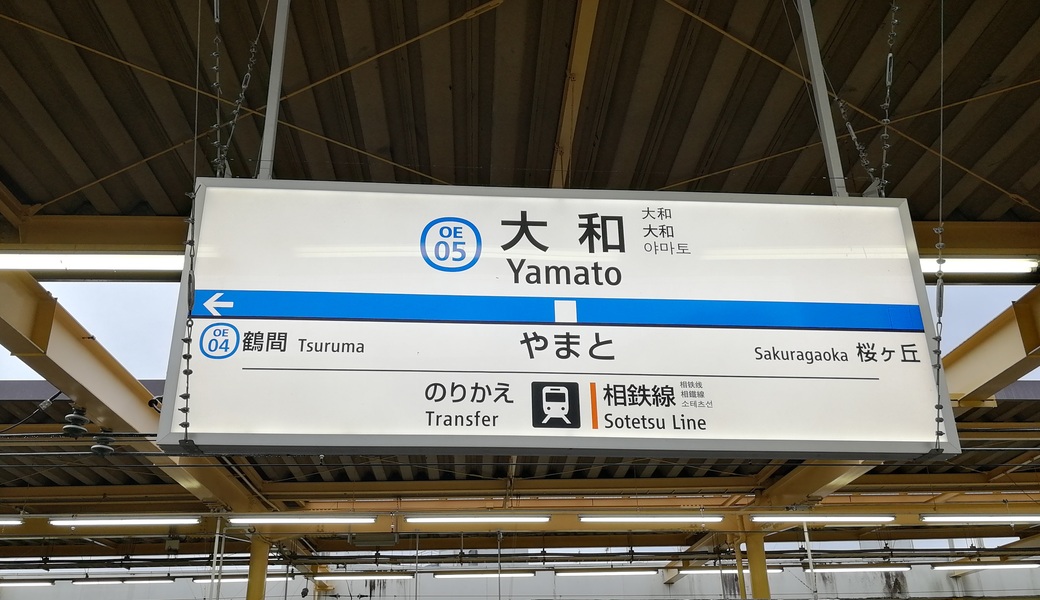 OE
05
大和
大和
大和
야마토
Yamato
←
OE
04
鶴間 Tsuruma
やまと
Sakuragaoka 桜ヶ丘
のりかえ
Transfer
相鉄線
相铁线
相鐵線
소테츠선
Sotetsu Line